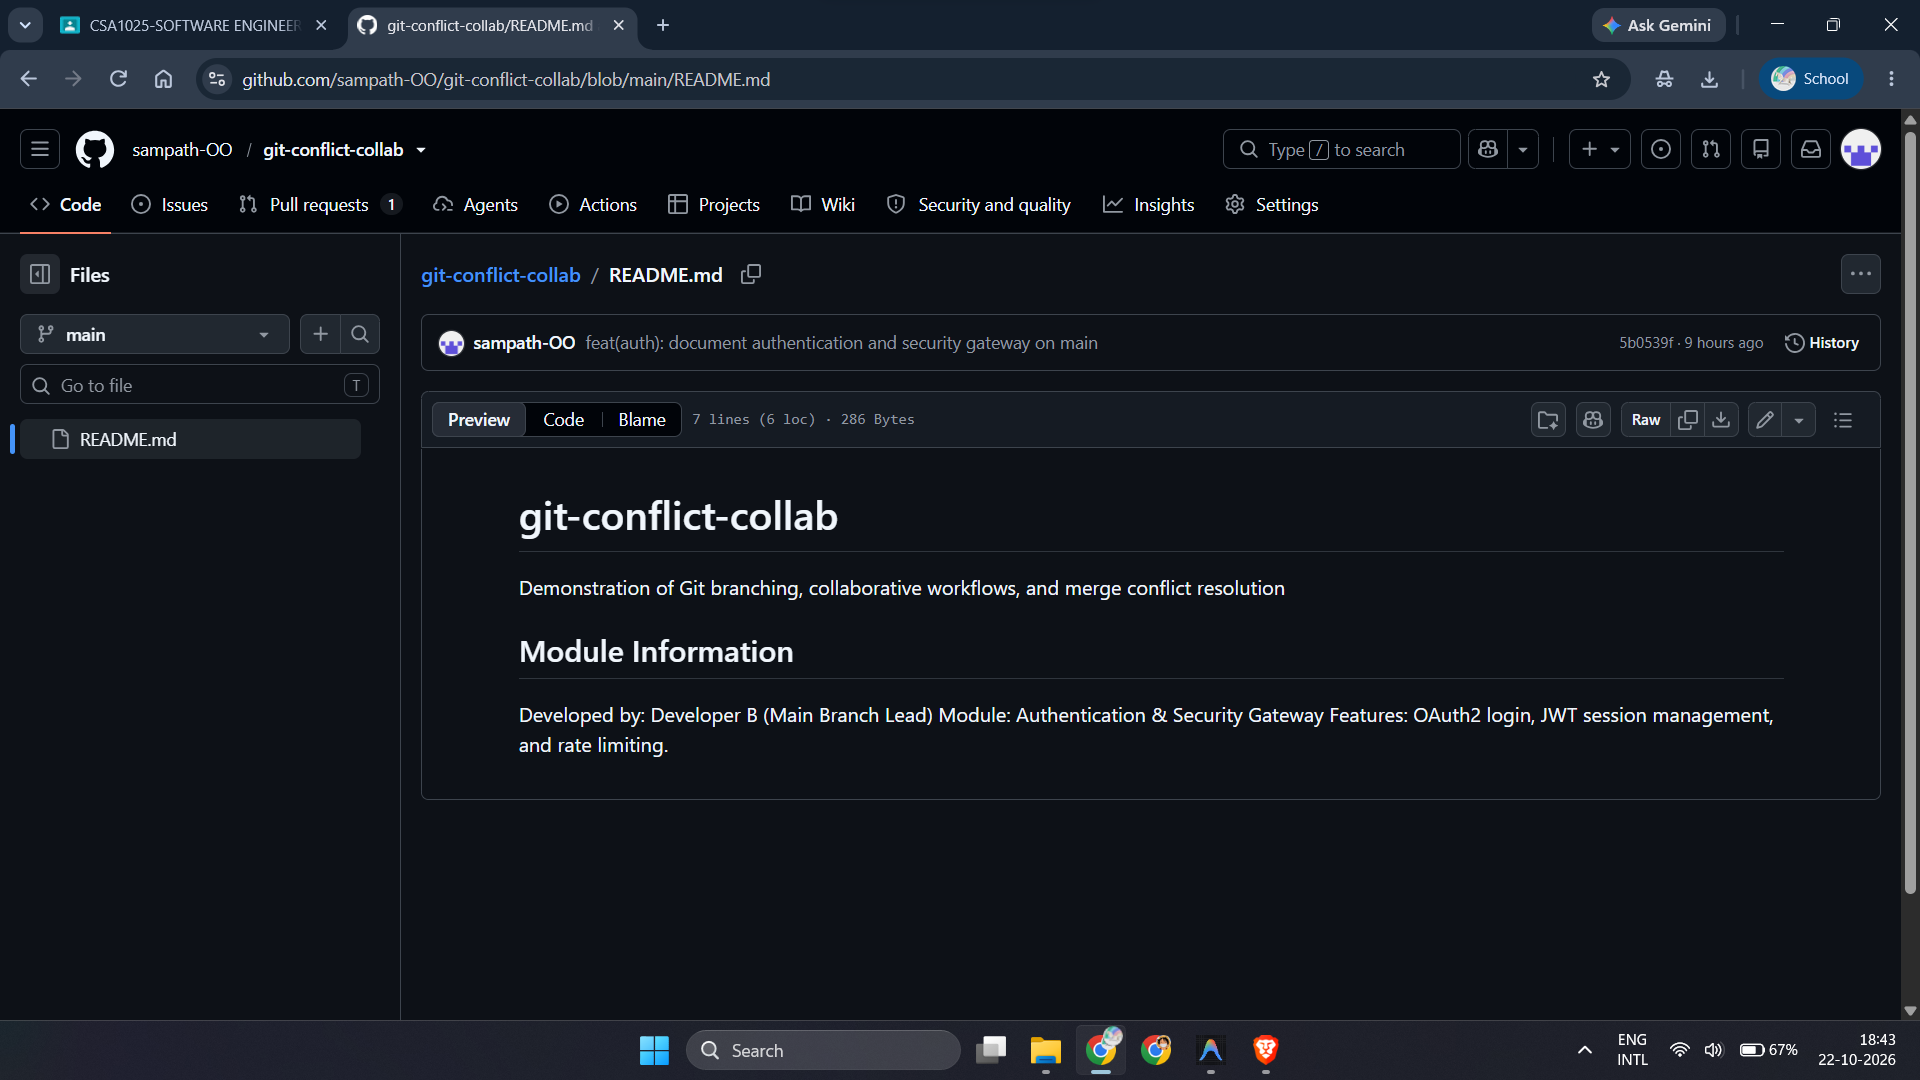 CSA1025-SOFTWARE ENGINEER
git-conflict-collab/README.md
Ask Gemini
github.com/sampath-OO/git-conflict-collab/blob/main/README.md
School
sampath-OO / git-conflict-collab
Type / to search
Code
Issues
Pull requests 1
Agents
Actions
Projects
Wiki
Security and quality
Insights
Settings
Files
git-conflict-collab / README.md
main
sampath-OO feat(auth): document authentication and security gateway on main
5b0539f · 9 hours ago
History
Go to file T
Preview Code Blame 7 lines (6 loc) · 286 Bytes
Raw
README.md
git-conflict-collab
Demonstration of Git branching, collaborative workflows, and merge conflict resolution
Module Information
Developed by: Developer B (Main Branch Lead) Module: Authentication & Security Gateway Features: OAuth2 login, JWT session management,
and rate limiting.
Search
ENG
INTL
67%
18:43
22-10-2026